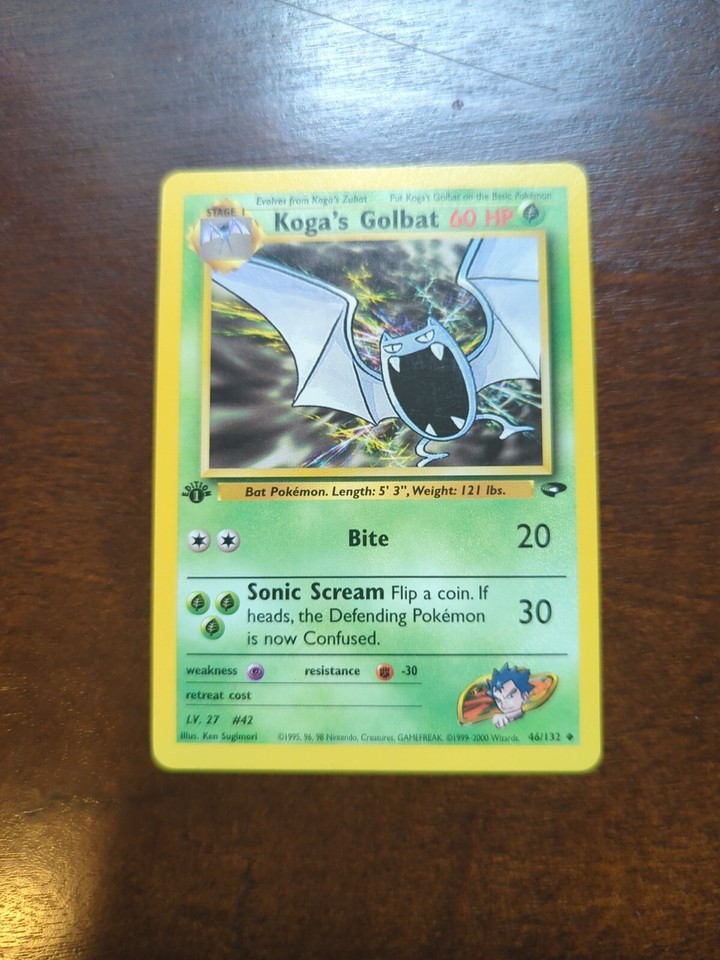 Evolves from Koga's Zubat Put Koga's Golbat on the Basic Pokémon
STAGE 1
Koga's Golbat 60 HP
EDITION
1
Bat Pokémon. Length: 5' 3", Weight: 121 lbs.
Bite 20
Sonic Scream Flip a coin. If
heads, the Defending Pokémon
is now Confused.
30
weakness resistance -30
retreat cost
LV. 27 #42
Illus. Ken Sugimori ©1995, 96, 98 Nintendo, Creatures, GAMEFREAK. ©1999-2000 Wizards. 46/132